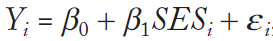 Yᵢ = β₀ + β₁SESᵢ + εᵢ,